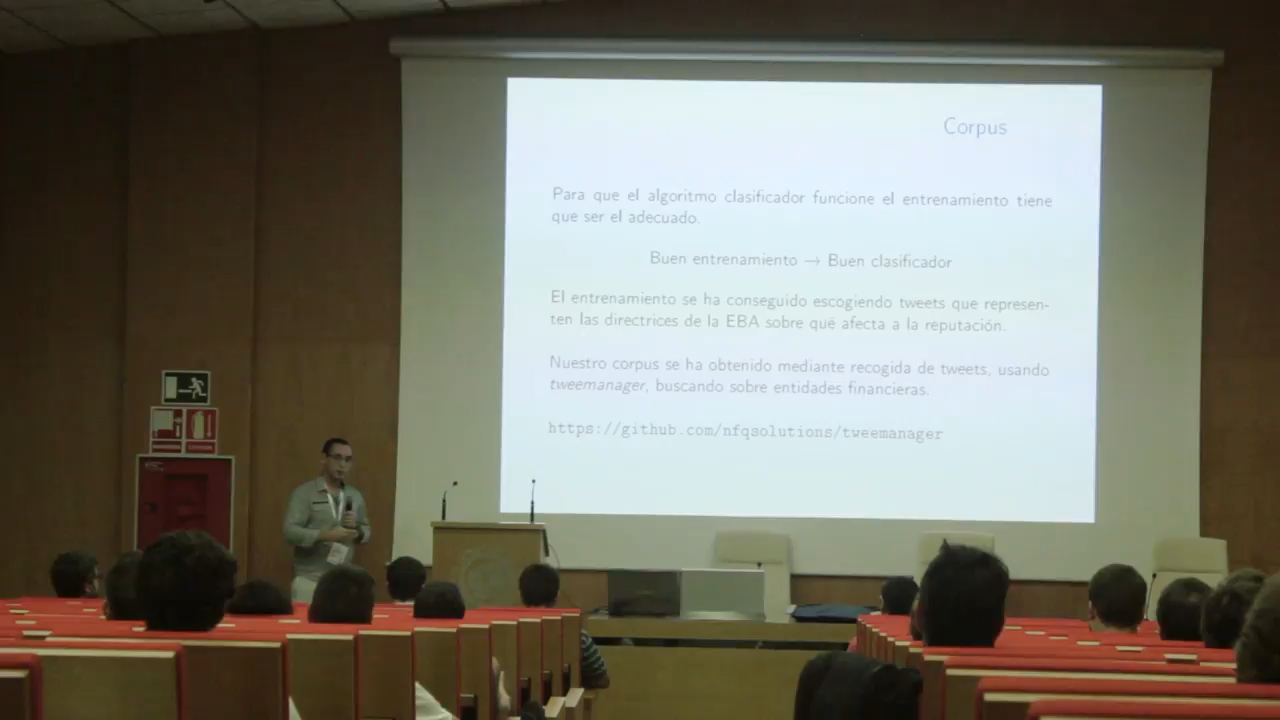 Corpus
Para que el algoritmo clasificador funcione el entrenamiento tiene
que ser el adecuado.
Buen entrenamiento → Buen clasificador
El entrenamiento se ha conseguido escogiendo tweets que represen-
ten las directrices de la EBA sobre qué afecta a la reputación.
Nuestro corpus se ha obtenido mediante recogida de tweets, usando
tweemanager, buscando sobre entidades financieras.
https://github.com/nfqsolutions/tweemanager